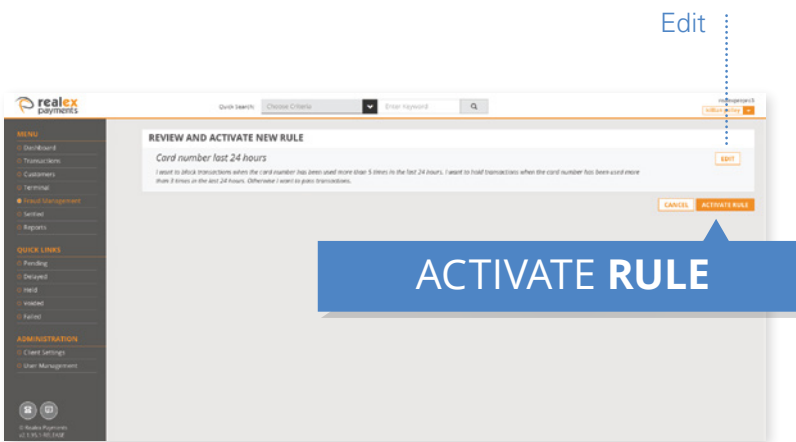 Edit
realex
payments
Quick Search:
Choose Criteria
Enter Keyword
MENU
Dashboard
Transactions
Customers
Terminal
Fraud Management
Settled
Reports
QUICK LINKS
Pending
Delayed
Held
Voided
Failed
ADMINISTRATION
Client Settings
User Management
© Realex Payments
REVIEW AND ACTIVATE NEW RULE
Card number last 24 hours
EDIT
I want to block transactions when the card number has been used more than 5 times in the last 24 hours. I want to hold transactions when the card number has been used more
than 3 times in the last 24 hours. Otherwise I want to pass transactions.
CANCEL
ACTIVATE RULE
ACTIVATE RULE